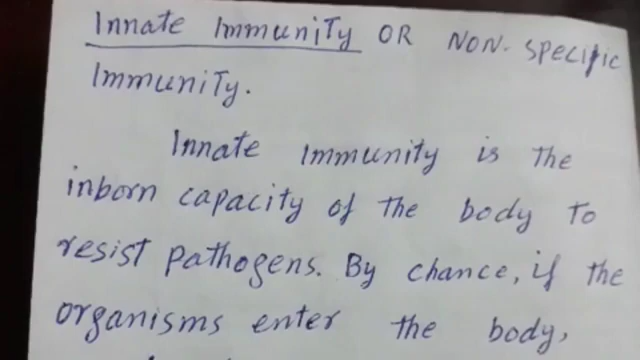 Innate Immunity OR NON-Specific
Immunity.
Innate Immunity is the
inborn capacity of the body to
resist pathogens. By chance, if the
organisms enter the body,